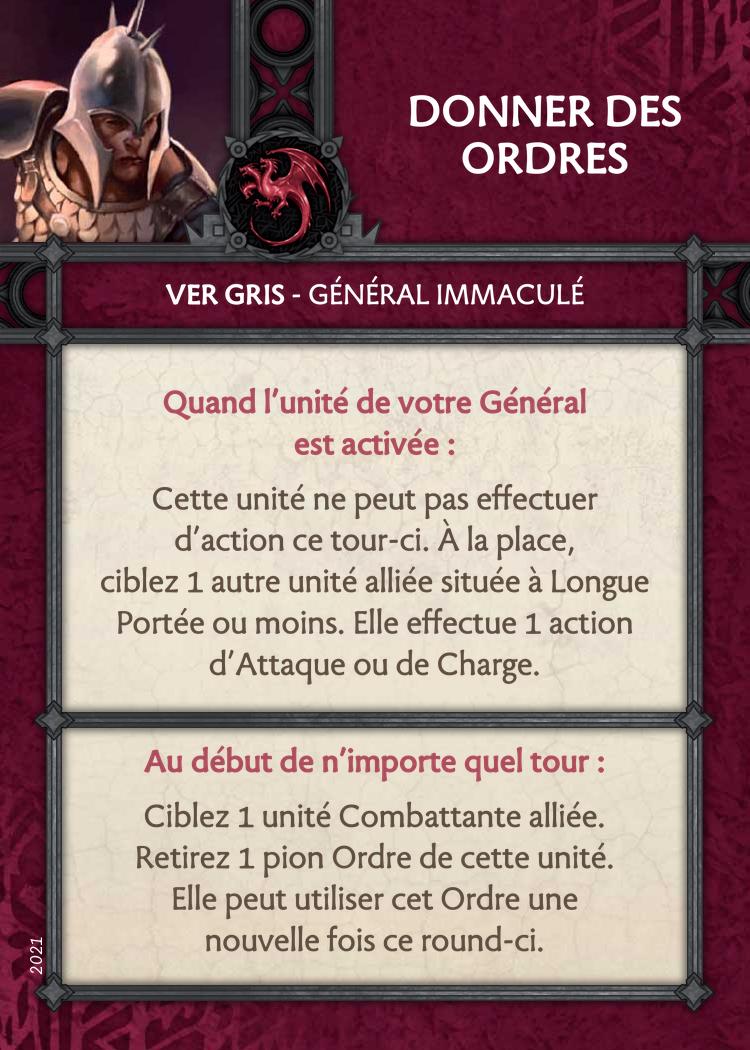 DONNER DES
ORDRES
VER GRIS - GÉNÉRAL IMMACULÉ
Quand l'unité de votre Général
est activée :
Cette unité ne peut pas effectuer
d'action ce tour-ci. À la place,
ciblez 1 autre unité alliée située à Longue
Portée ou moins. Elle effectue 1 action
d'Attaque ou de Charge.
Au début de n'importe quel tour :
Ciblez 1 unité Combattante alliée.
Retirez 1 pion Ordre de cette unité.
Elle peut utiliser cet Ordre une
nouvelle fois ce round-ci.
2021